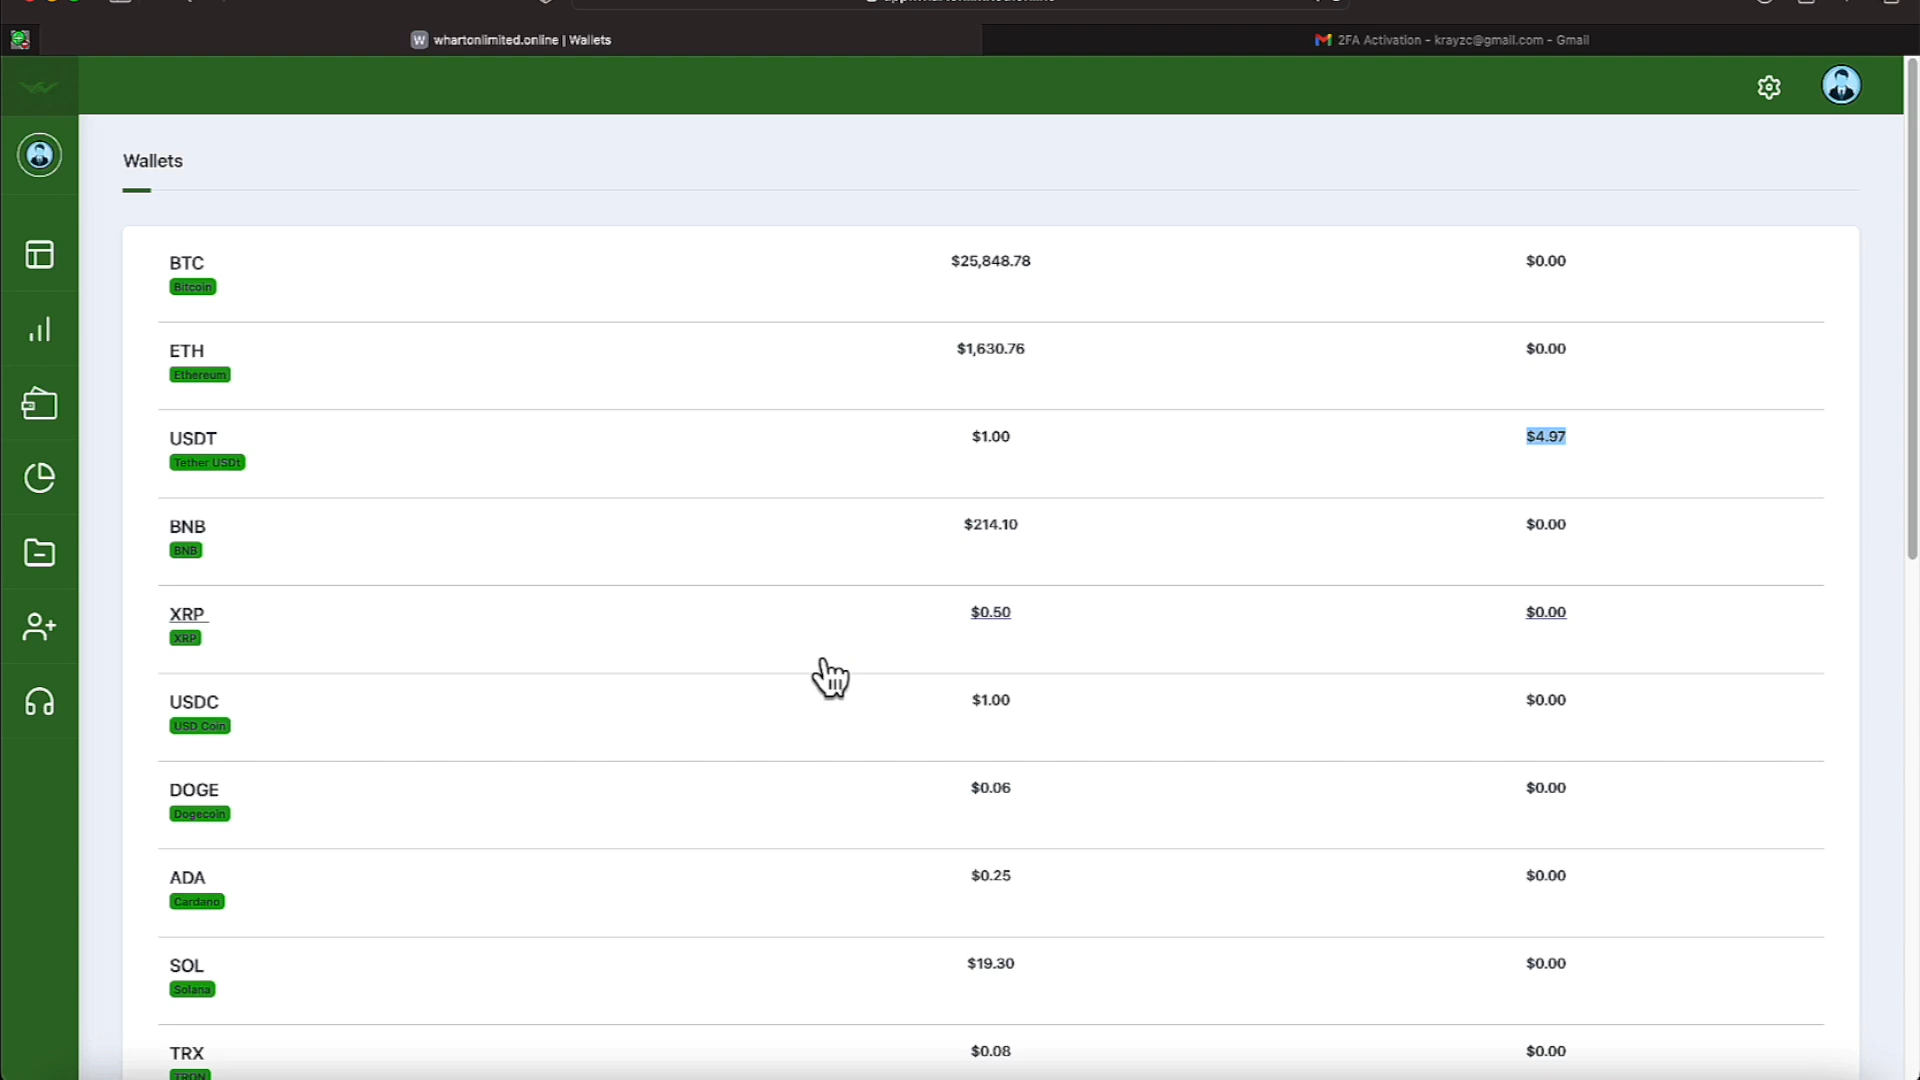 whartonlimited.online | Wallets
2FA Activation - krayzc@gmail.com - Gmail
Wallets
BTC $25,848.78 $0.00
Bitcoin
ETH $1,630.76 $0.00
Ethereum
USDT $1.00 $4.97
Tether USDt
BNB $214.10 $0.00
BNB
XRP $0.50 $0.00
XRP
USDC $1.00 $0.00
USD Coin
DOGE $0.06 $0.00
Dogecoin
ADA $0.25 $0.00
Cardano
SOL $19.30 $0.00
Solana
TRX $0.08 $0.00
TRON